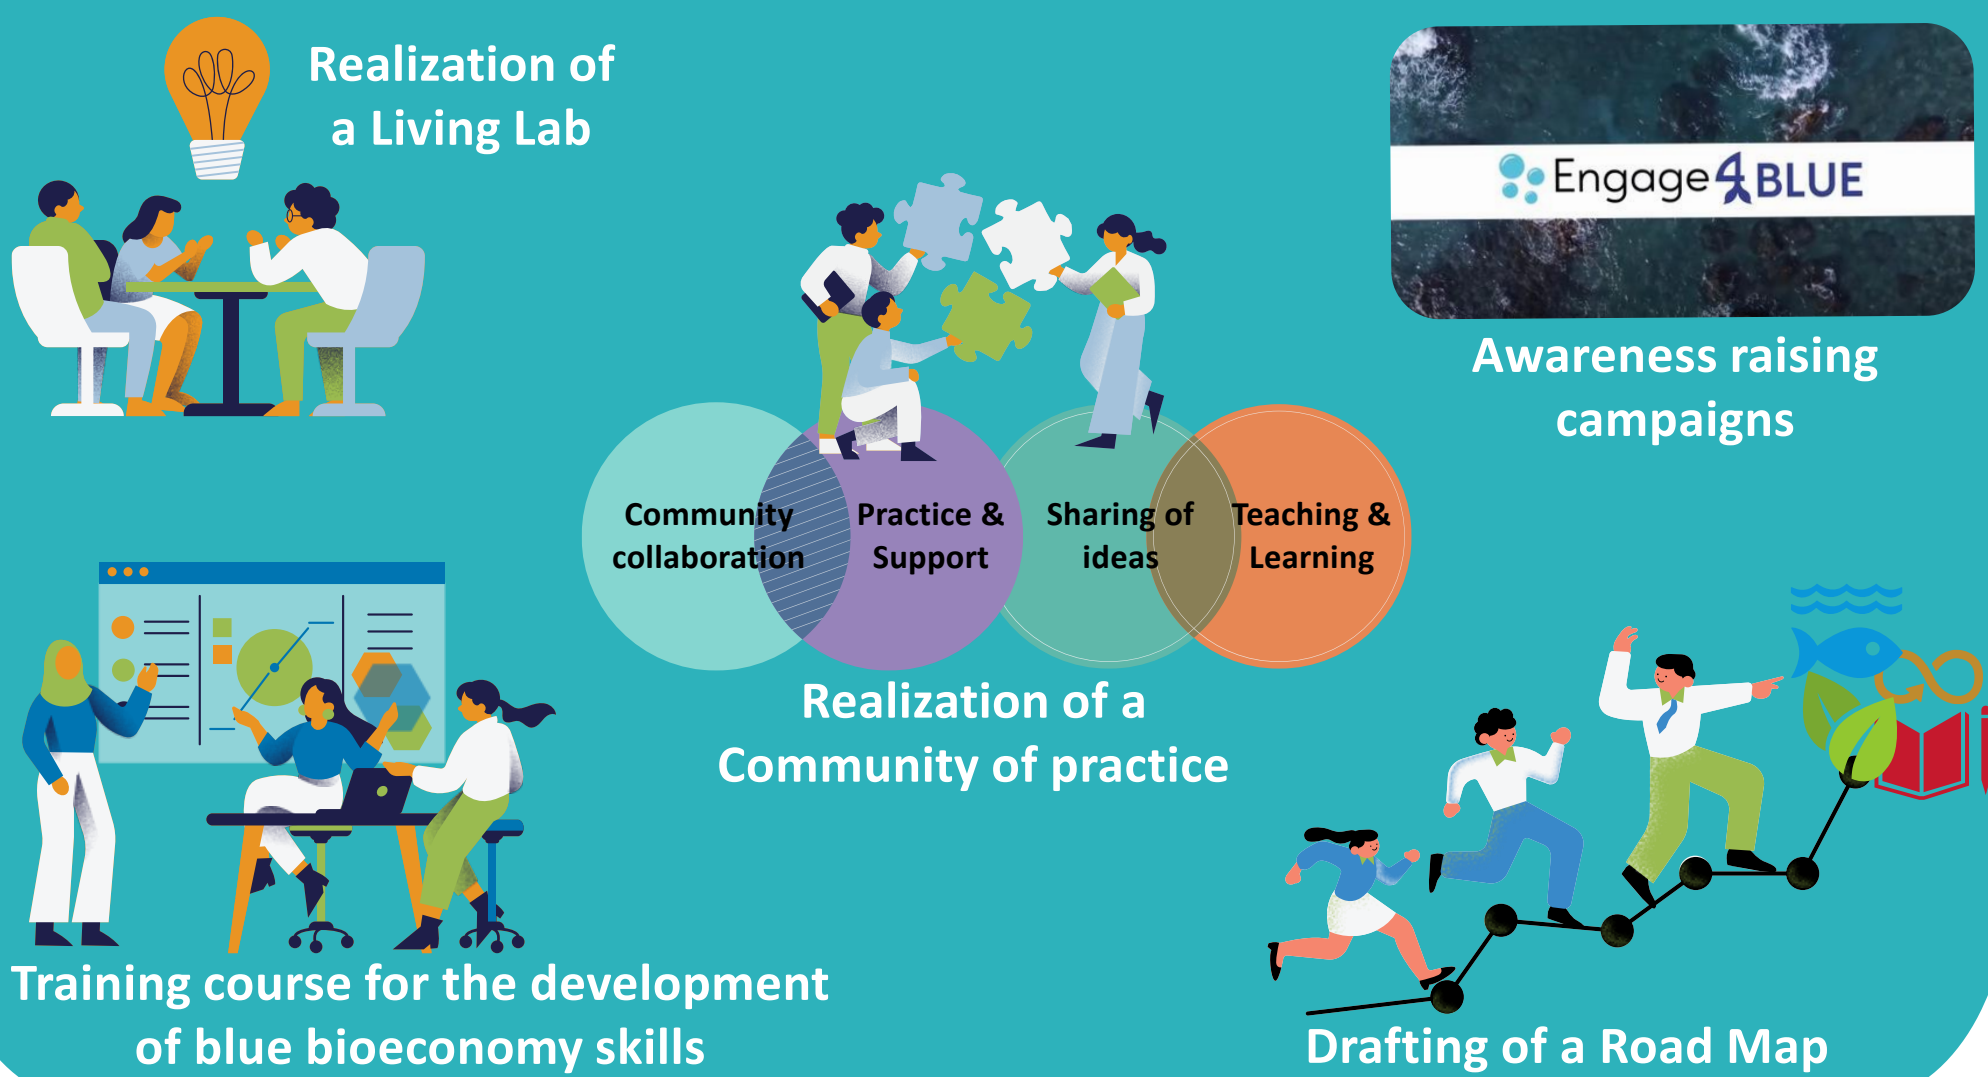 Realization of
a Living Lab
Engage4BLUE
Awareness raising
campaigns
Community
collaboration
Practice &
Support
Sharing of
ideas
Teaching &
Learning
Realization of a
Community of practice
Training course for the development
of blue bioeconomy skills
Drafting of a Road Map